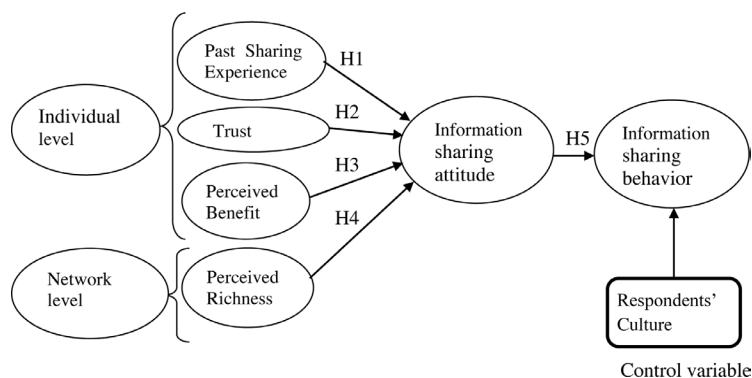 Individual
level
Network
level
Past Sharing
Experience
Trust
Perceived
Benefit
Perceived
Richness
H1
H2
H3
H4
Information
sharing
attitude
H5
Information
sharing
behavior
Respondents’
Culture
Control variable